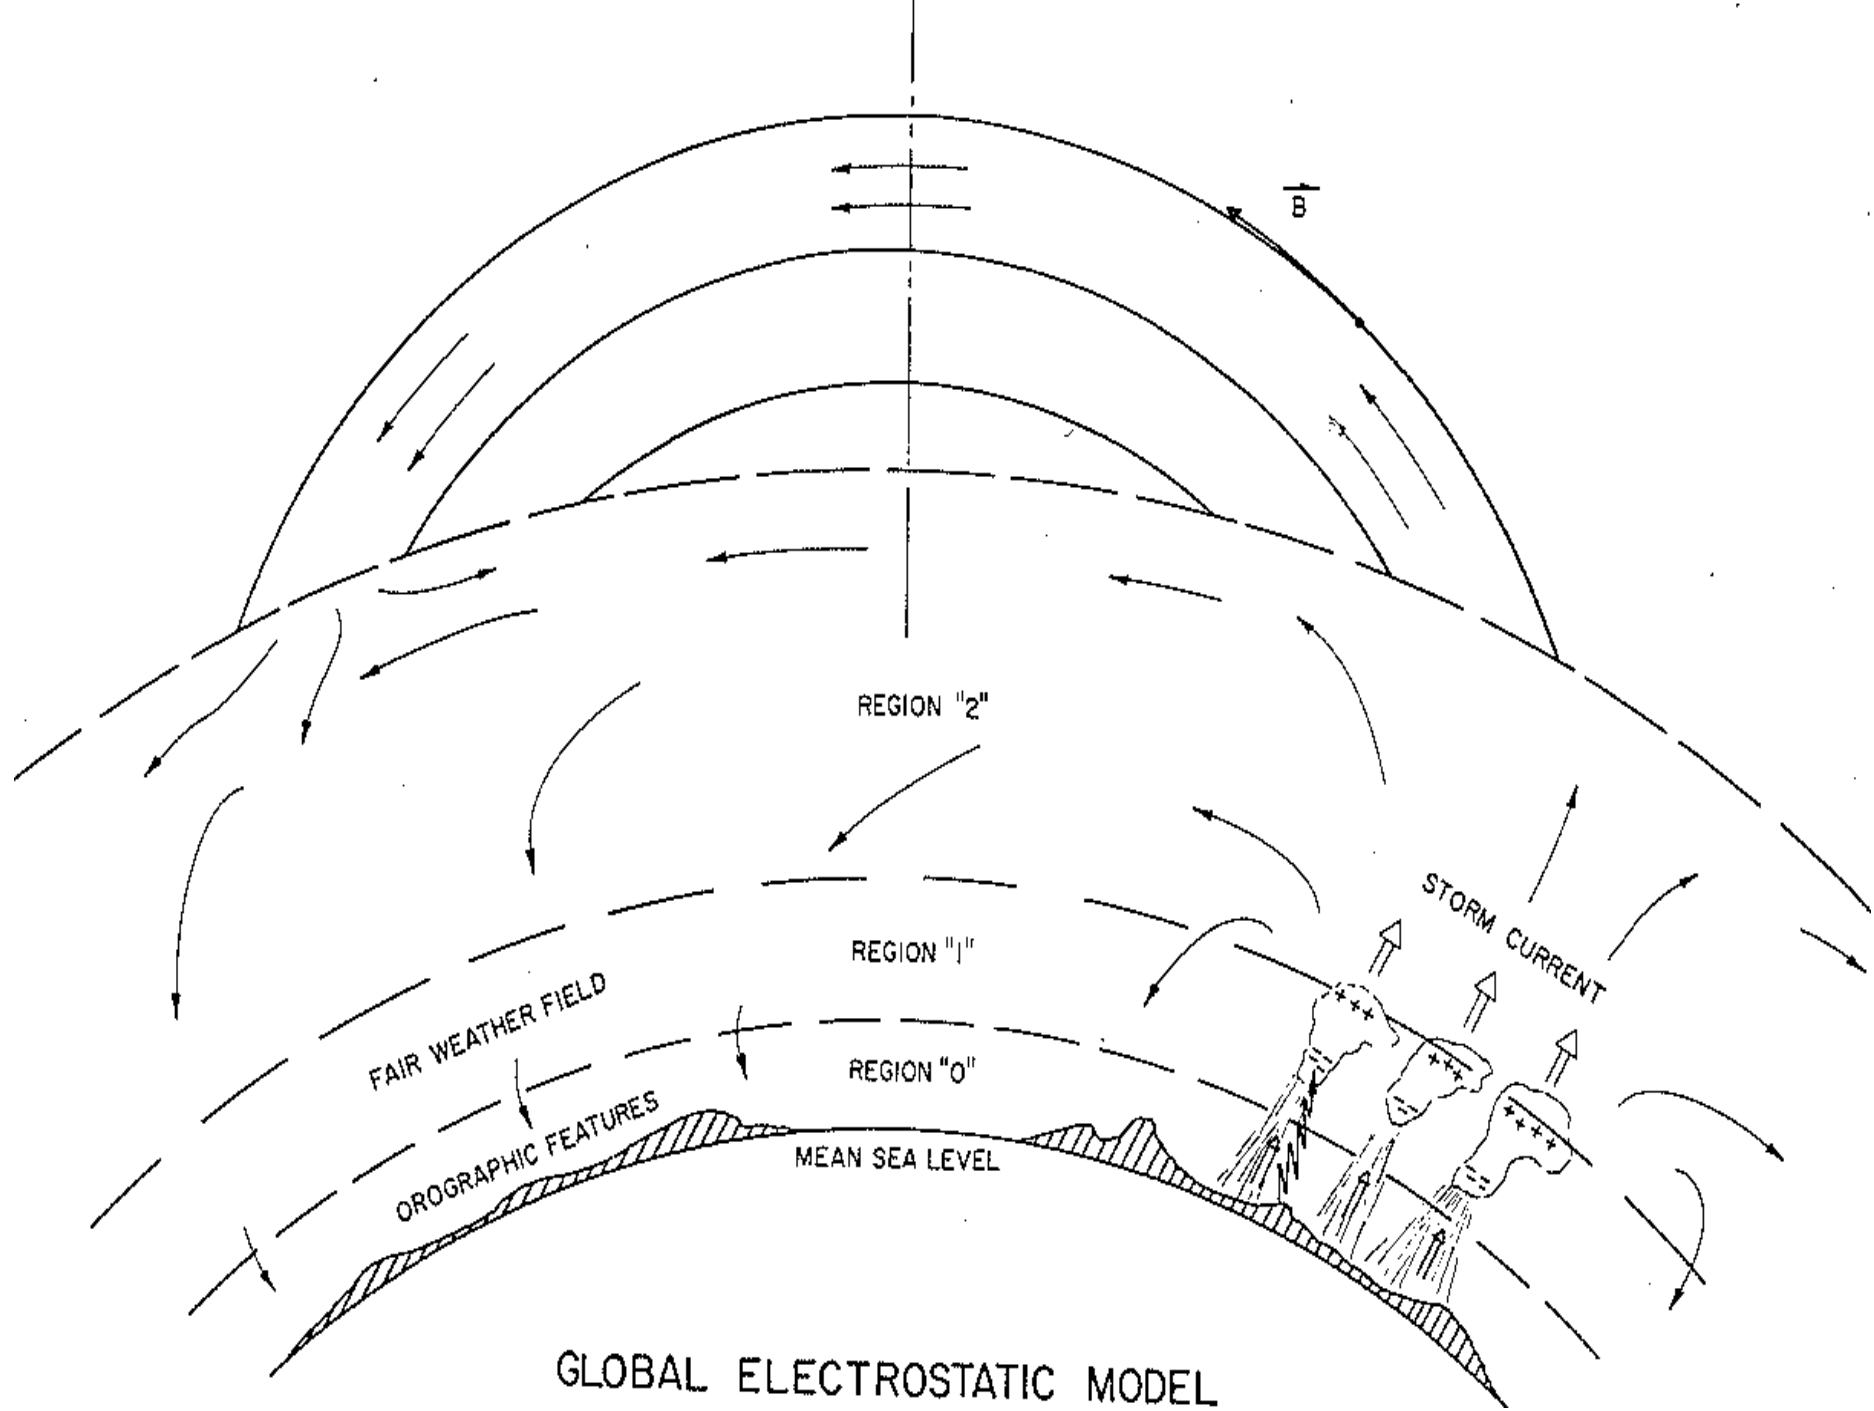 B
REGION "2"
STORM CURRENT
REGION "1"
FAIR WEATHER FIELD
+++
--
+++
--
REGION "0"
+++
--
OROGRAPHIC FEATURES
MEAN SEA LEVEL
GLOBAL ELECTROSTATIC MODEL